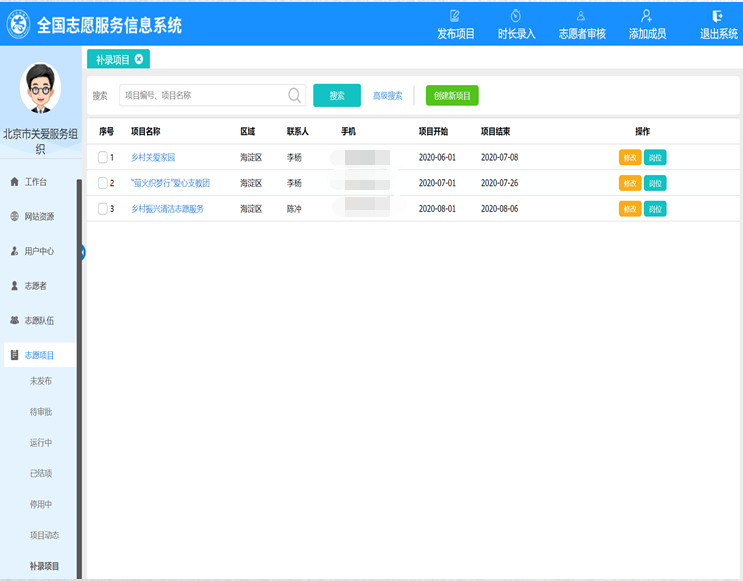 全国志愿服务信息系统
发布项目 时长录入 志愿者审核 添加成员 退出系统
补录项目
北京市关爱服务组
织
搜索 项目编号、项目名称 搜索 高级搜索 创建新项目
序号 项目名称 区域 联系人 手机 项目开始 项目结束 操作
1 乡村关爱家园 海淀区 李杨 2020-06-01 2020-07-08 修改 岗位
2 "萤火织梦行"爱心支教团 海淀区 李杨 2020-07-01 2020-07-26 修改 岗位
3 乡村振兴清洁志愿服务 海淀区 陈冲 2020-08-01 2020-08-06 修改 岗位
工作台
网站资源
用户中心
志愿者
志愿队伍
志愿项目
未发布
待审批
运行中
已结项
停用中
项目动态
补录项目